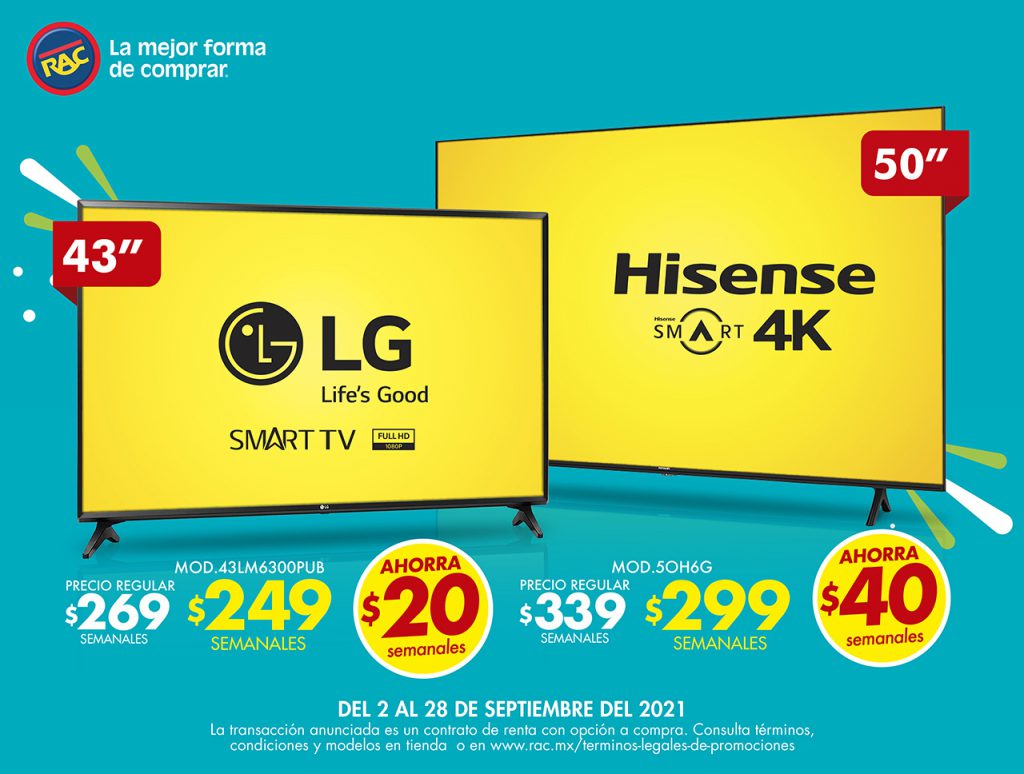 RAC
La mejor forma
de comprar.
50”
43”
Hisense
Hisense
SMART 4K
LG
Life's Good
SMART TV FULL HD
1080P
LG
MOD.43LM6300PUB
PRECIO REGULAR
$269
SEMANALES
$249
SEMANALES
AHORRA
$20
semanales
MOD.5OH6G
PRECIO REGULAR
$339
SEMANALES
$299
SEMANALES
AHORRA
$40
semanales
DEL 2 AL 28 DE SEPTIEMBRE DEL 2021
La transacción anunciada es un contrato de renta con opción a compra. Consulta términos,
condiciones y modelos en tienda o en www.rac.mx/terminos-legales-de-promociones